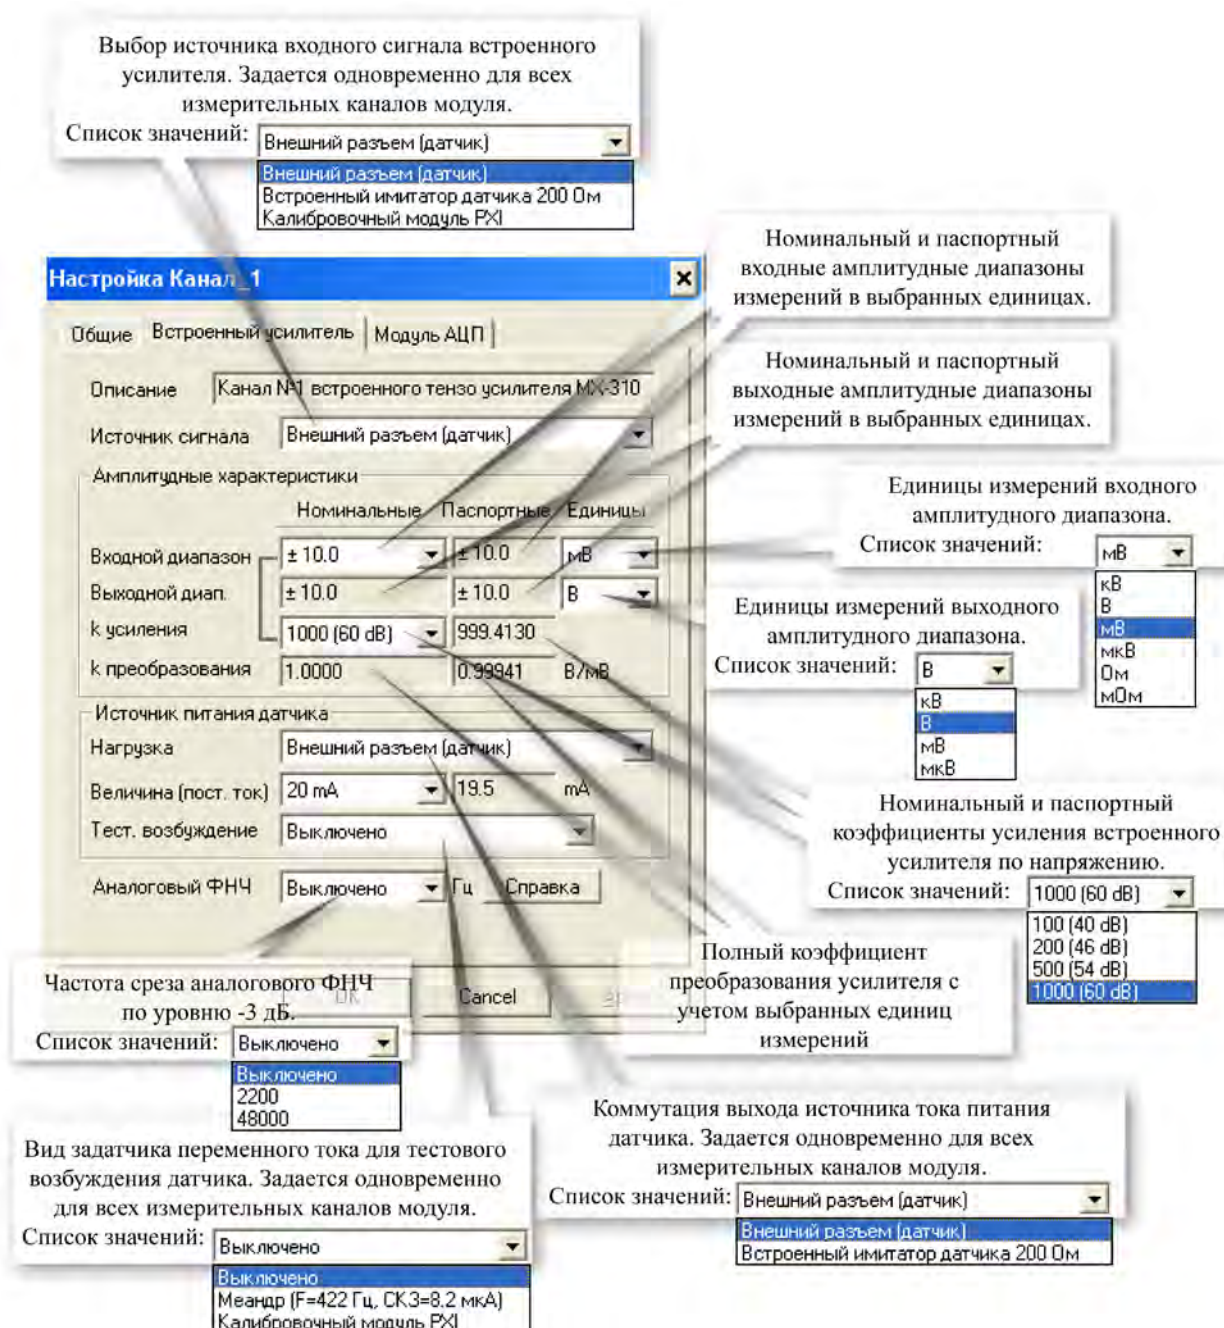 Выбор источника входного сигнала встроенного
усилителя. Задается одновременно для всех
измерительных каналов модуля.
Список значений: Внешний разъем (датчик)
Внешний разъем (датчик)
Встроенный имитатор датчика 200 Ом
Калибровочный модуль PXI
Номинальный и паспортный
входные амплитудные диапазоны
измерений в выбранных единицах.
Настройка Канал_1
Общие Встроенный усилитель Модуль АЦП
Номинальный и паспортный
выходные амплитудные диапазоны
измерений в выбранных единицах.
Описание Канал №1 встроенного тензо усилителя MX-310
Источник сигнала Внешний разъем (датчик)
Амплитудные характеристики
Номинальные Паспортные Единицы
Входной диапазон ± 10.0 ± 10.0 мВ
Выходной диап. ± 10.0 ± 10.0 В
k усиления 1000 (60 dB) 999.4130
k преобразования 1.0000 0.99941 В/мВ
Единицы измерений входного
амплитудного диапазона.
Список значений: мВ
кВ
В
мВ
мкВ
Ом
мОм
Единицы измерений выходного
амплитудного диапазона.
Список значений: В
кВ
В
мВ
мкВ
Источник питания датчика
Нагрузка Внешний разъем (датчик)
Величина (пост. ток) 20 mA 19.5 mA
Тест. возбуждение Выключено
Аналоговый ФНЧ Выключено Гц Справка
Номинальный и паспортный
коэффициенты усиления встроенного
усилителя по напряжению.
Список значений: 1000 (60 dB)
100 (40 dB)
200 (46 dB)
500 (54 dB)
1000 (60 dB)
OK Cancel
Полный коэффициент
преобразования усилителя с
учетом выбранных единиц
измерений
Частота среза аналогового ФНЧ
по уровню -3 дБ.
Список значений: Выключено
Выключено
2200
48000
Коммутация выхода источника тока питания
датчика. Задается одновременно для всех
измерительных каналов модуля.
Список значений: Внешний разъем (датчик)
Внешний разъем (датчик)
Встроенный имитатор датчика 200 Ом
Вид задатчика переменного тока для тестового
возбуждения датчика. Задается одновременно
для всех измерительных каналов модуля.
Список значений: Выключено
Выключено
Меандр (F=422 Гц, СКЗ=8.2 мкА)
Калибровочный модуль PXI